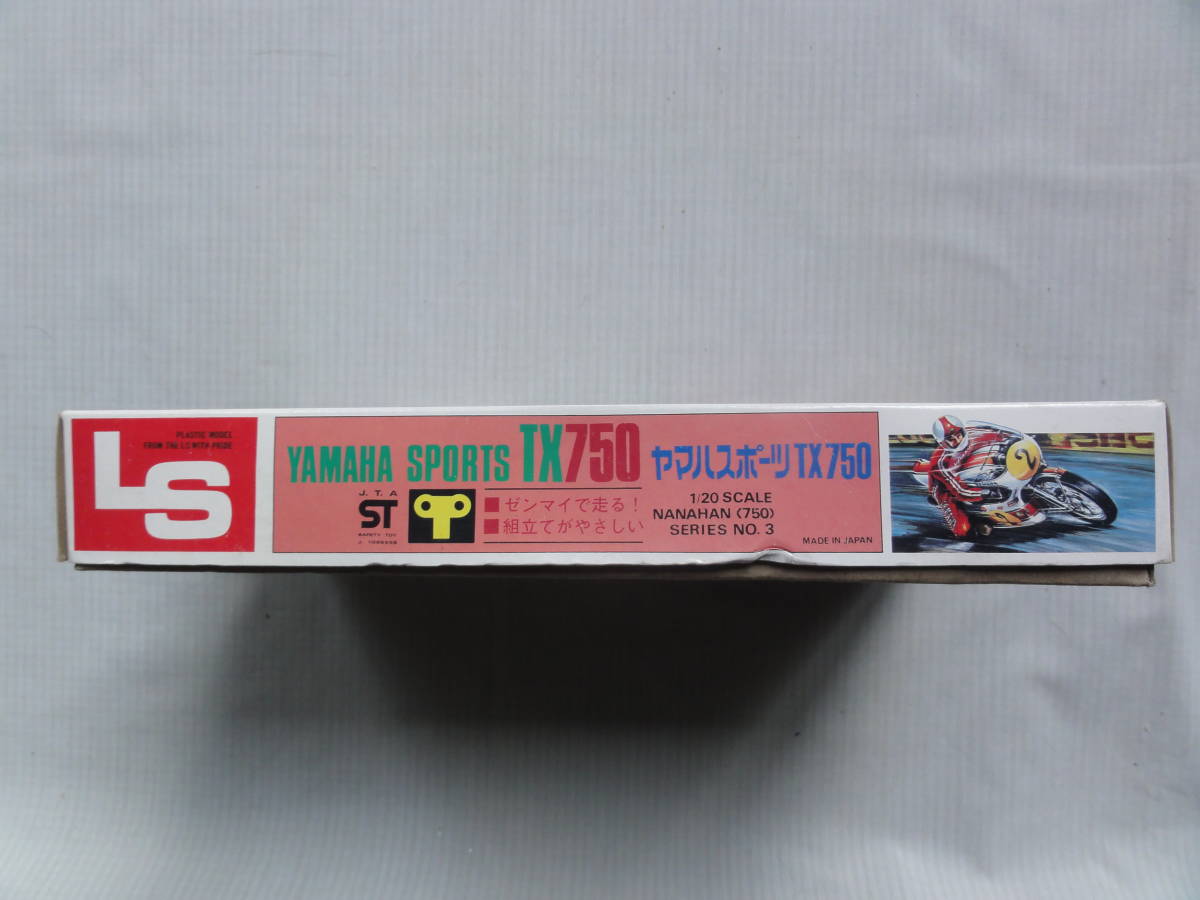 LS
PLASTIC MODEL
FROM The LS WITH PRIDE
YAMAHA SPORTS TX750
ヤマハスポーツ TX750
J. T. A
ST
SAFETY TOY
■ゼンマイで走る!
■組立てがやさしい
1/20 SCALE
NANAHAN 〈750〉
SERIES NO. 3
MADE IN JAPAN
2